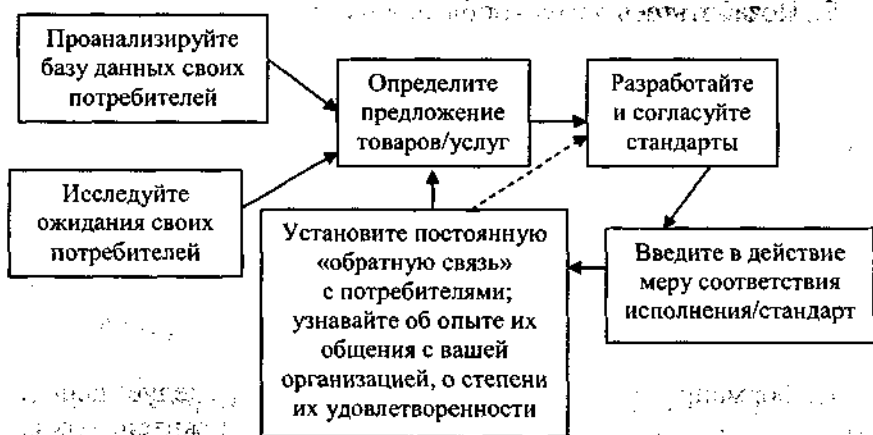 Проанализируйте
базу данных своих
потребителей
Определите
предложение
товаров/услуг
Разработайте
и согласуйте
стандарты
Исследуйте
ожидания своих
потребителей
Установите постоянную
«обратную связь»
с потребителями;
узнавайте об опыте их
общения с вашей
организацией, о степени
их удовлетворенности
Введите в действие
меру соответствия
исполнения/стандарт